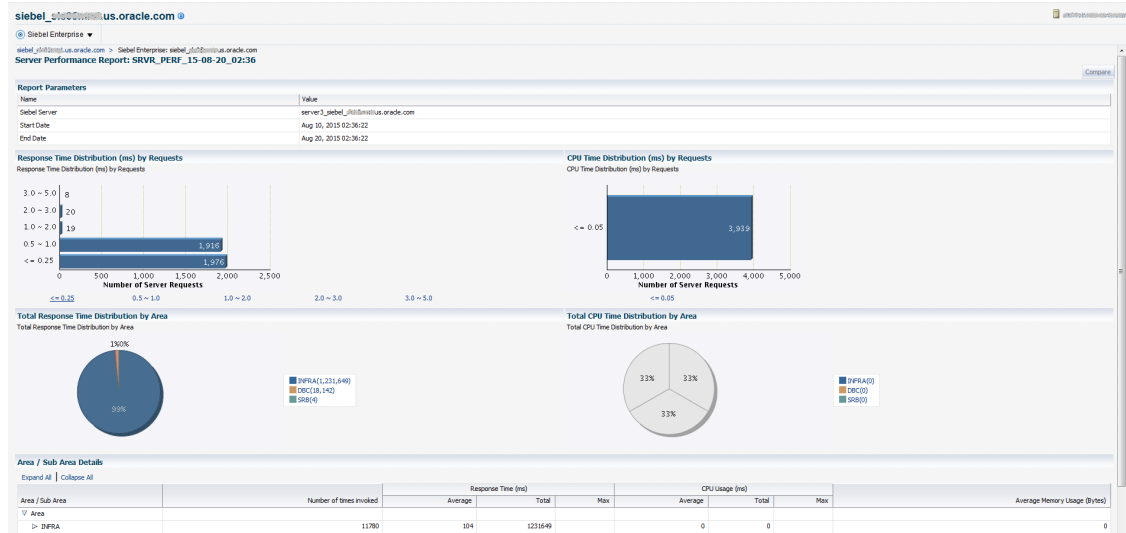 siebel_ .us.oracle.com
Siebel Enterprise
siebel_ .us.oracle.com > Siebel Enterprise: siebel_ us.oracle.com
Server Performance Report: SRVR_PERF_15-08-20_02:36
Compare
Report Parameters
Name Value
Siebel Server server3_siebel_ us.oracle.com
Start Date Aug 10, 2015 02:36:22
End Date Aug 20, 2015 02:36:22
Response Time Distribution (ms) by Requests
Response Time Distribution (ms) by Requests
3.0 ~ 5.0 8
2.0 ~ 3.0 20
1.0 ~ 2.0 19
0.5 ~ 1.0 1,916
<= 0.25 1,976
0 500 1,000 1,500 2,000 2,500
Number of Server Requests
<= 0.25 0.5 ~ 1.0 1.0 ~ 2.0 2.0 ~ 3.0 3.0 ~ 5.0
CPU Time Distribution (ms) by Requests
CPU Time Distribution (ms) by Requests
<= 0.05 3,939
0 1,000 2,000 3,000 4,000 5,000
Number of Server Requests
<= 0.05
Total Response Time Distribution by Area
Total Response Time Distribution by Area
1%0%
99%
INFRA(1,231,649)
DBC(18,142)
SRB(4)
Total CPU Time Distribution by Area
Total CPU Time Distribution by Area
33% 33%
33%
INFRA(0)
DBC(0)
SRB(0)
Area / Sub Area Details
Expand All | Collapse All
Response Time (ms) CPU Usage (ms)
Area / Sub Area Number of times invoked Average Total Max Average Total Max Average Memory Usage (Bytes)
Area
INFRA 11780 104 1231649 0 0 0